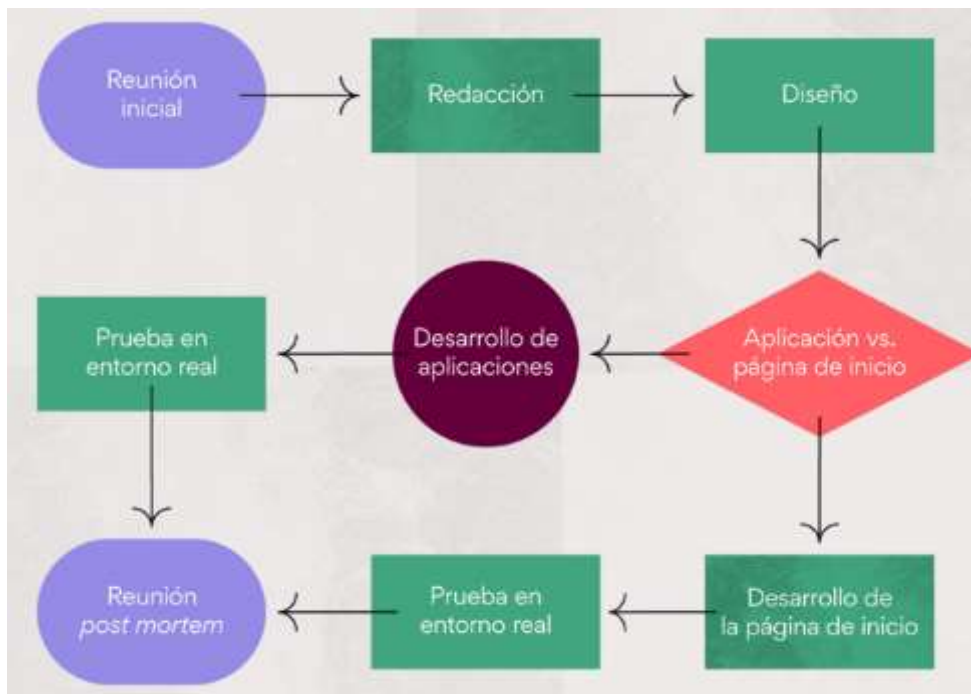 Reunión
inicial
Redacción
Diseño
Aplicación vs.
página de inicio
Desarrollo de
aplicaciones
Prueba en
entorno real
Reunión
post mortem
Prueba en
entorno real
Desarrollo de
la página de inicio